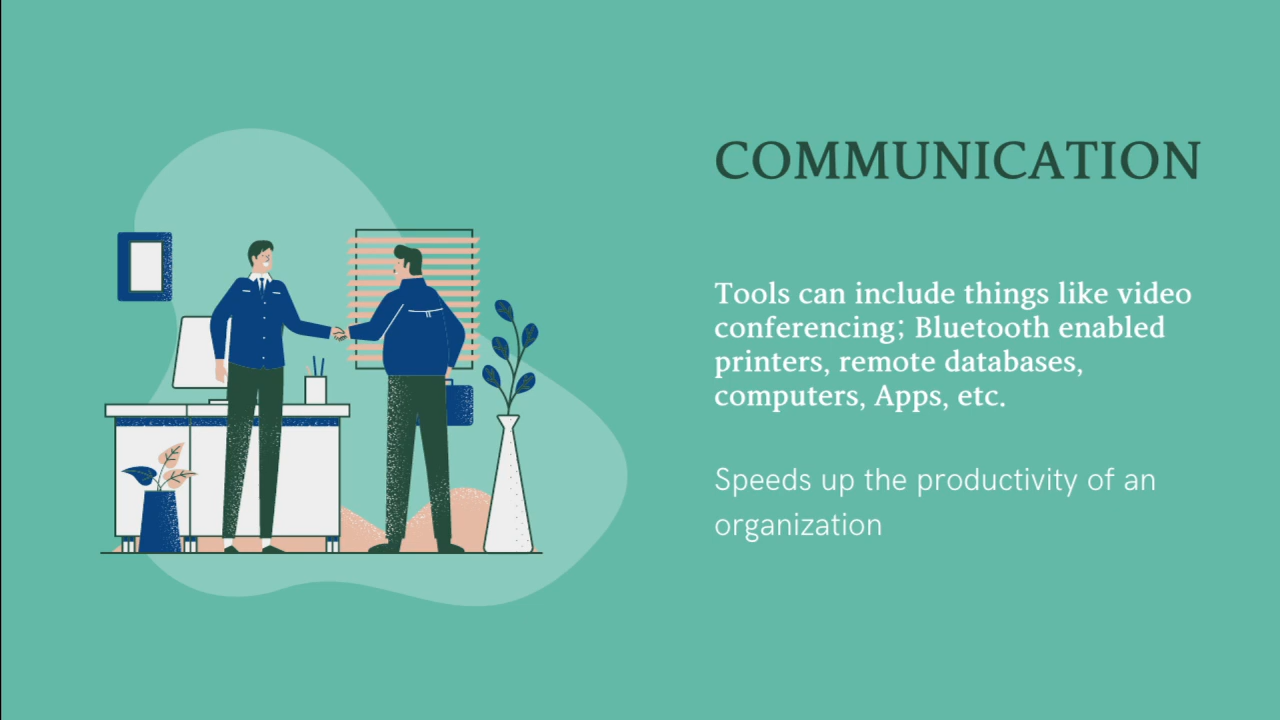 COMMUNICATION
Tools can include things like video
conferencing; Bluetooth enabled
printers, remote databases,
computers, Apps, etc.
Speeds up the productivity of an
organization